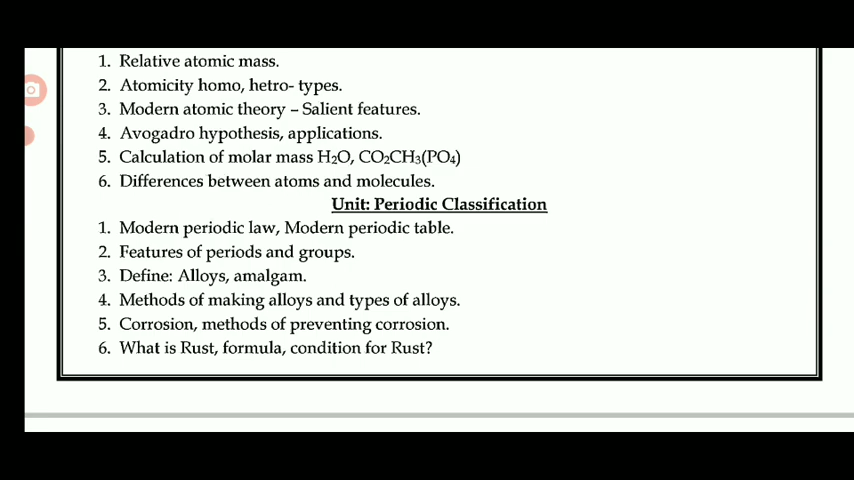 1. Relative atomic mass.
2. Atomicity homo, hetro- types.
3. Modern atomic theory – Salient features.
4. Avogadro hypothesis, applications.
5. Calculation of molar mass H₂O, CO₂CH₃(PO₄)
6. Differences between atoms and molecules.
Unit: Periodic Classification
1. Modern periodic law, Modern periodic table.
2. Features of periods and groups.
3. Define: Alloys, amalgam.
4. Methods of making alloys and types of alloys.
5. Corrosion, methods of preventing corrosion.
6. What is Rust, formula, condition for Rust?